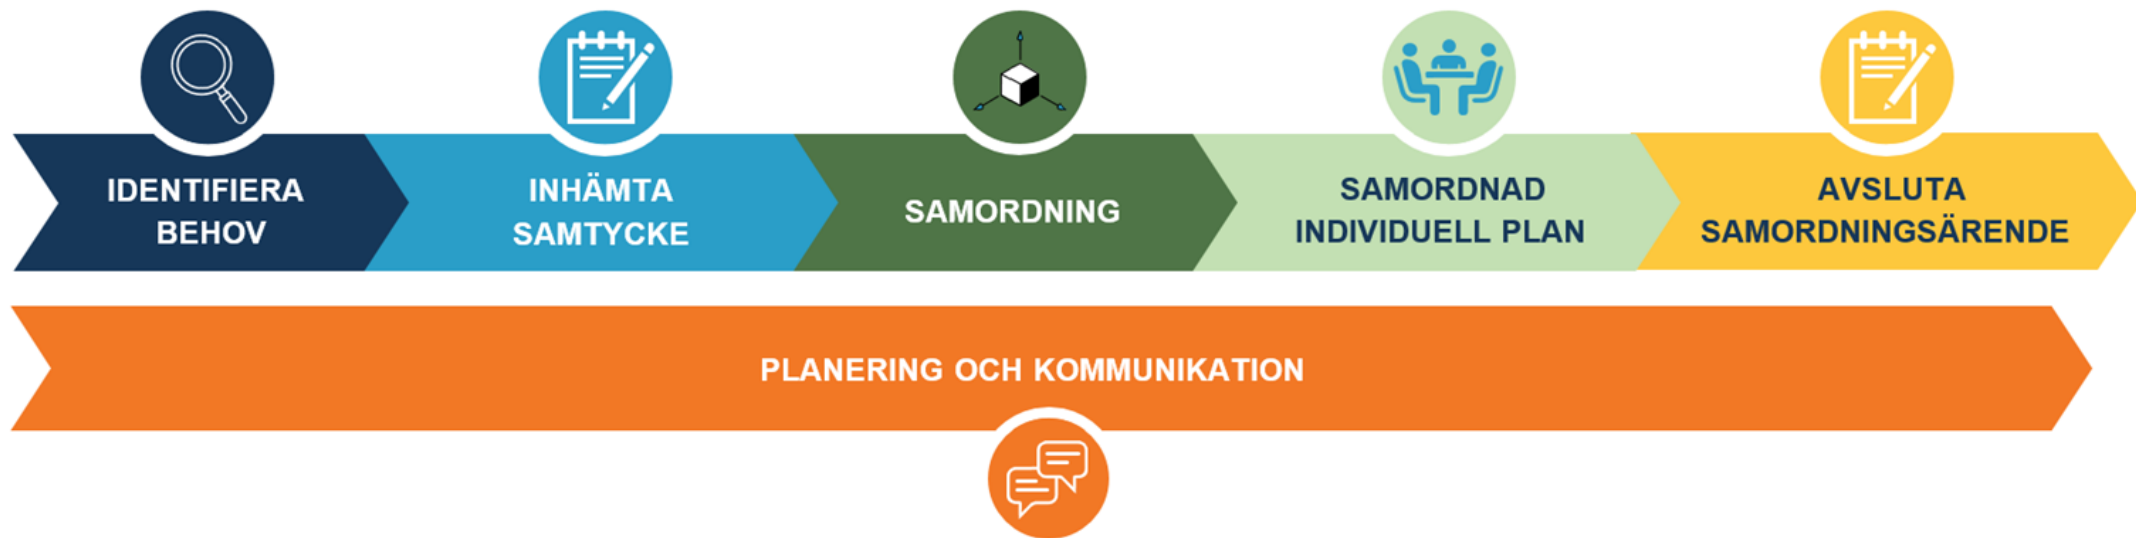 IDENTIFIERA
BEHOV
INHÄMTA
SAMTYCKE
SAMORDNING
SAMORDNAD
INDIVIDUELL PLAN
AVSLUTA
SAMORDNINGSÄRENDE
PLANERING OCH KOMMUNIKATION